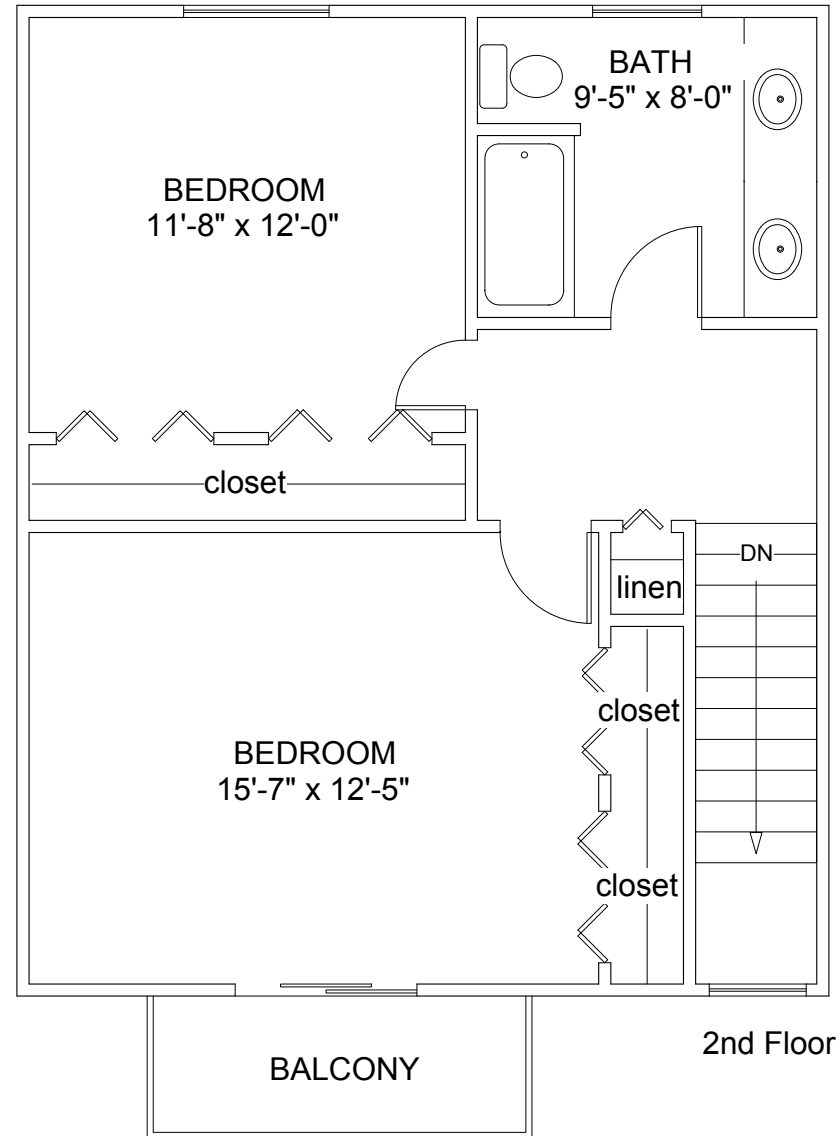 BATH
9'-5" x 8'-0"
BEDROOM
11'-8" x 12'-0"
closet
DN
linen
closet
BEDROOM
15'-7" x 12'-5"
closet
2nd Floor
BALCONY